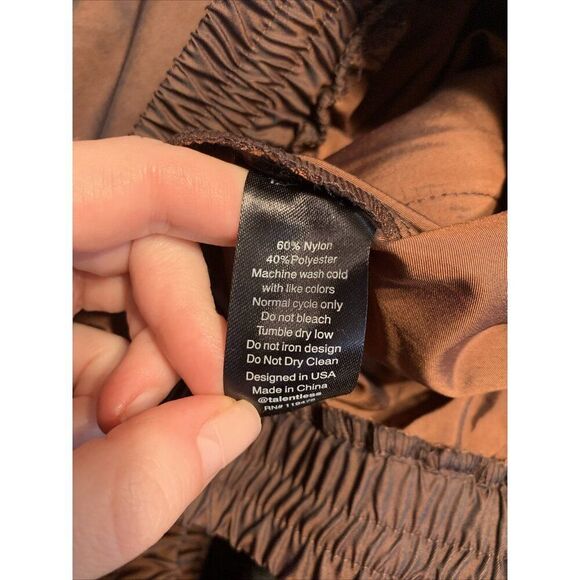 60% Nylon
40% Polyester
Machine wash cold
with like colors
Normal cycle only
Do not bleach
Tumble dry low
Do not iron design
Do Not Dry Clean
Designed in USA
Made in China
@talentless
RN#